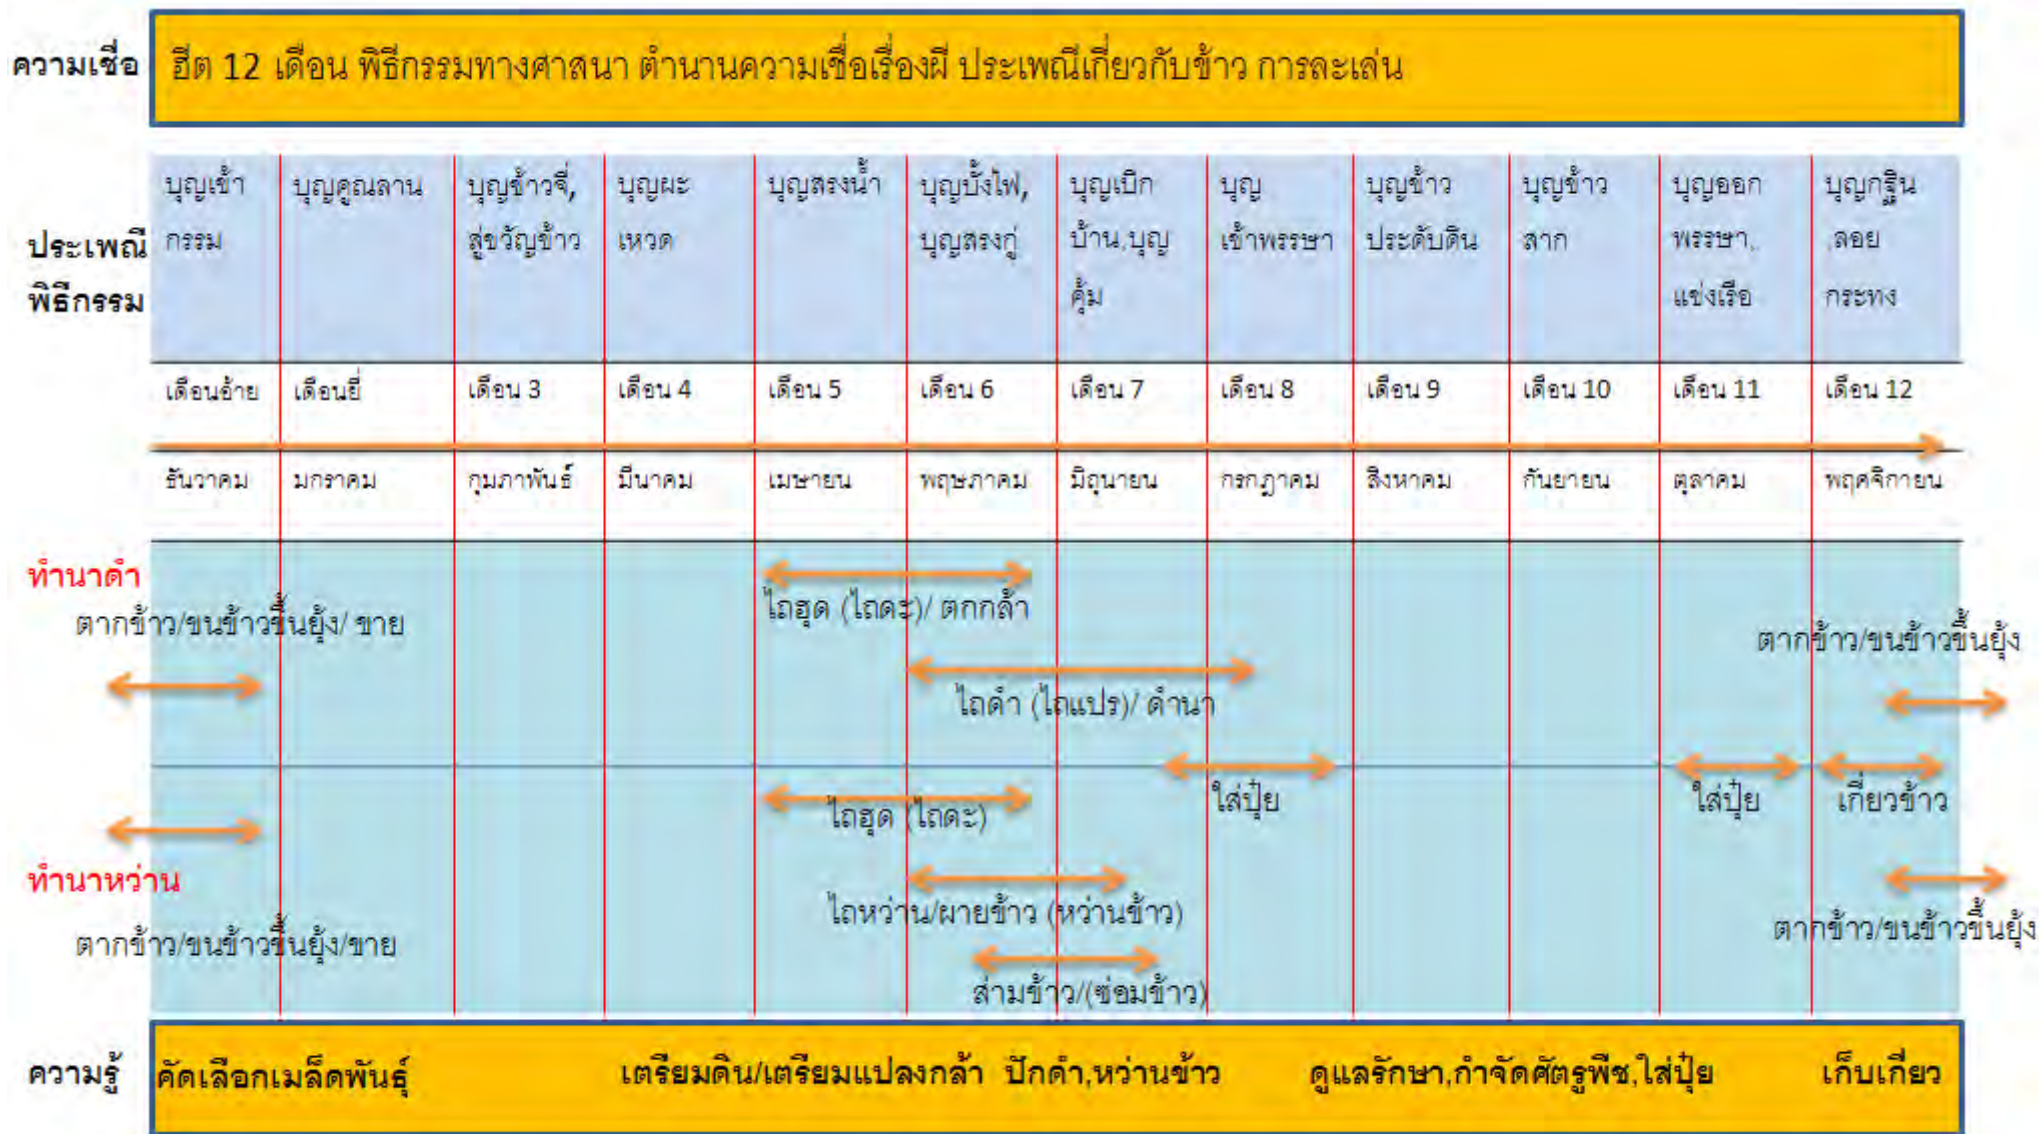 ความเชื่อ
ฮีต 12 เดือน พิธีกรรมทางศาสนา ตำนานความเชื่อเรื่องผี ประเพณีเกี่ยวกับข้าว การละเล่น
ประเพณี
พิธีกรรม
บุญเข้า
กรรม
บุญคูณลาน
บุญข้าวจี่,
สู่ขวัญข้าว
บุญผะ
เหวด
บุญสรงน้ำ
บุญบั้งไฟ,
บุญสรงกู่
บุญเบิก
บ้าน,บุญ
คุ้ม
บุญ
เข้าพรรษา
บุญข้าว
ประดับดิน
บุญข้าว
สาก
บุญออก
พรรษา,
แข่งเรือ
บุญกฐิน
,ลอย
กระทง
เดือนอ้าย เดือนยี่ เดือน 3 เดือน 4 เดือน 5 เดือน 6 เดือน 7 เดือน 8 เดือน 9 เดือน 10 เดือน 11 เดือน 12
ธันวาคม มกราคม กุมภาพันธ์ มีนาคม เมษายน พฤษภาคม มิถุนายน กรกฎาคม สิงหาคม กันยายน ตุลาคม พฤศจิกายน
ทำนาดำ
ตากข้าว/ขนข้าวขึ้นยุ้ง/ ขาย
ไถฮุด (ไถดะ)/ ตกกล้า
ตากข้าว/ขนข้าวขึ้นยุ้ง
ไถดำ (ไถแปร)/ ดำนา
ใส่ปุ๋ย
ใส่ปุ๋ย
เกี่ยวข้าว
ไถฮุด (ไถดะ)
ทำนาหว่าน
ไถหว่าน/ผายข้าว (หว่านข้าว)
ตากข้าว/ขนข้าวขึ้นยุ้ง/ขาย
ตากข้าว/ขนข้าวขึ้นยุ้ง
ส่ามข้าว/(ซ่อมข้าว)
ความรู้
คัดเลือกเมล็ดพันธุ์ เตรียมดิน/เตรียมแปลงกล้า ปักดำ,หว่านข้าว ดูแลรักษา,กำจัดศัตรูพืช,ใส่ปุ๋ย เก็บเกี่ยว